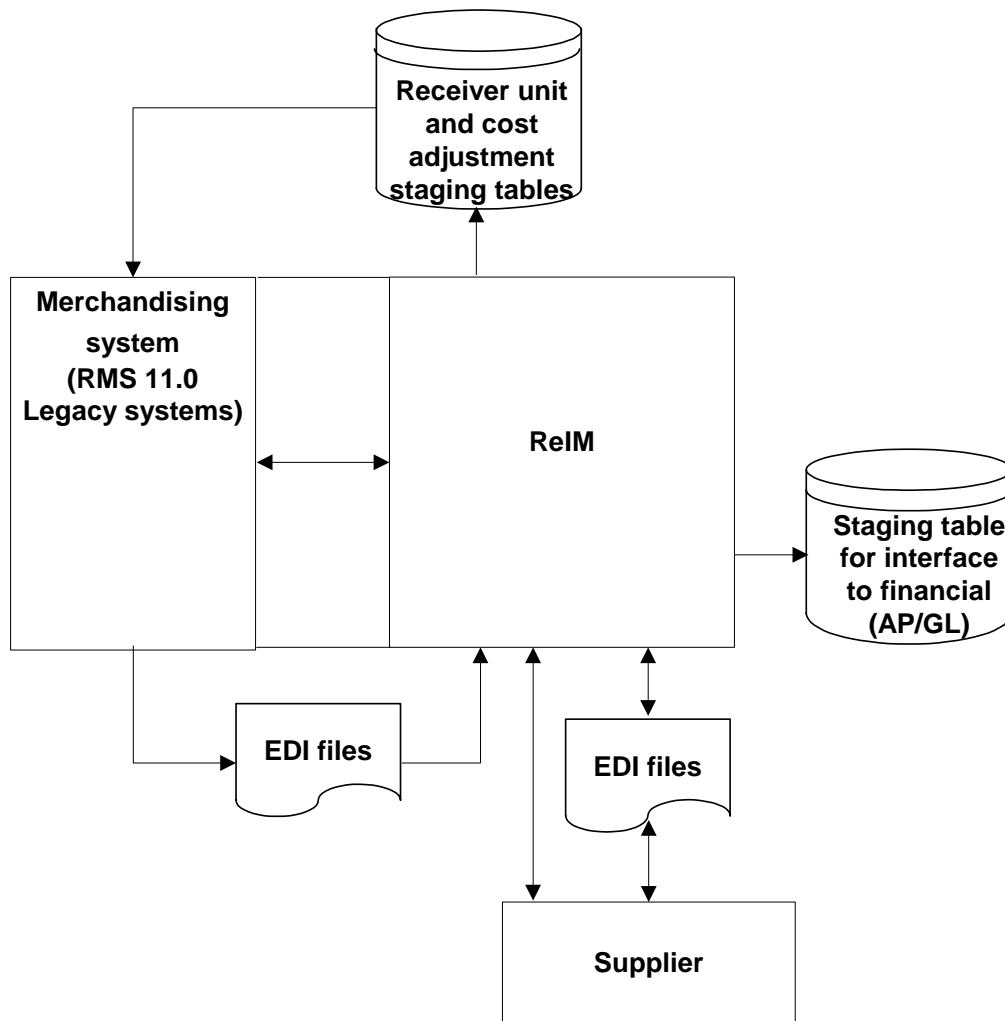 Receiver unit
and cost
adjustment
staging tables
Merchandising
system
(RMS 11.0
Legacy systems)
ReIM
Staging table
for interface
to financial
(AP/GL)
EDI files
EDI files
Supplier